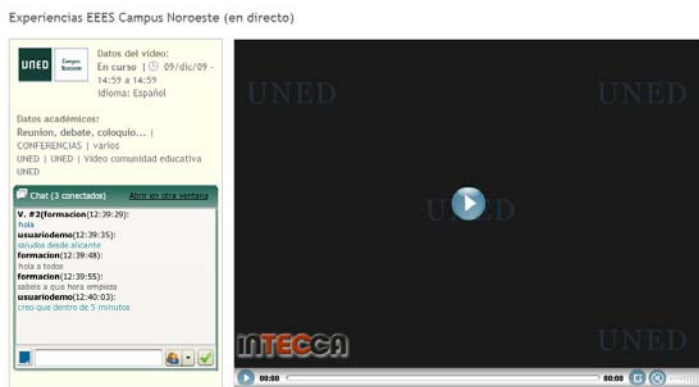 Experiencias EEES Campus Noroeste (en directo)
UNED
Campus
Noroeste
Datos del vídeo:
En curso | 09/dic/09 -
14:59 a 14:59
Idioma: Español
Datos académicos:
Reunion, debate, coloquio... |
CONFERENCIAS | varios
UNED | UNED | Video comunidad educativa
UNED
Chat (3 conectados) Abrir en otra ventana
V. #2(formacion(12:39:29):
hola
usuariodemo(12:39:35):
saludos desde alicante
formacion(12:39:48):
hola a todos
formacion(12:39:55):
sabeis a que hora empieza
usuariodemo(12:40:03):
creo que dentro de 5 minutos
UNED
UNED
UNED
INTECCA
UNED
00:00
00:00